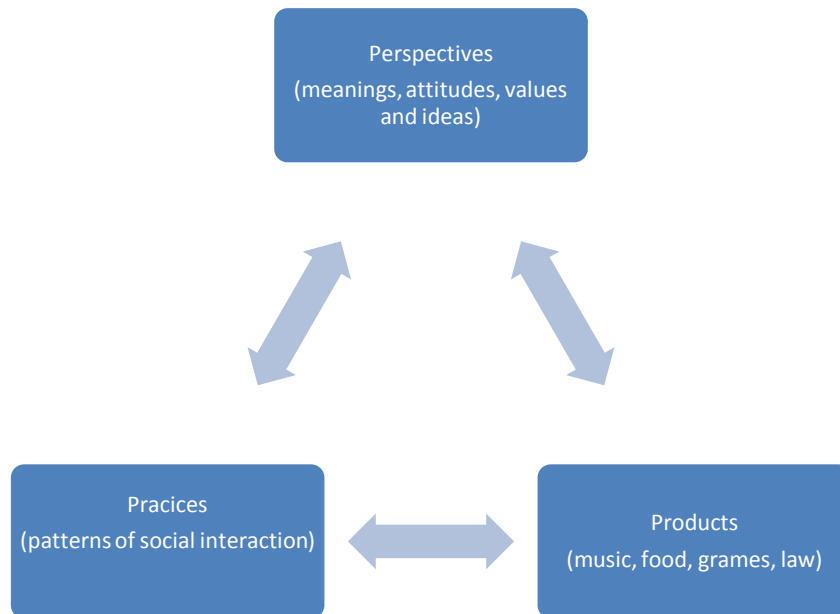 Perspectives
(meanings, attitudes, values
and ideas)
Pracices
(patterns of social interaction)
Products
(music, food, grames, law)